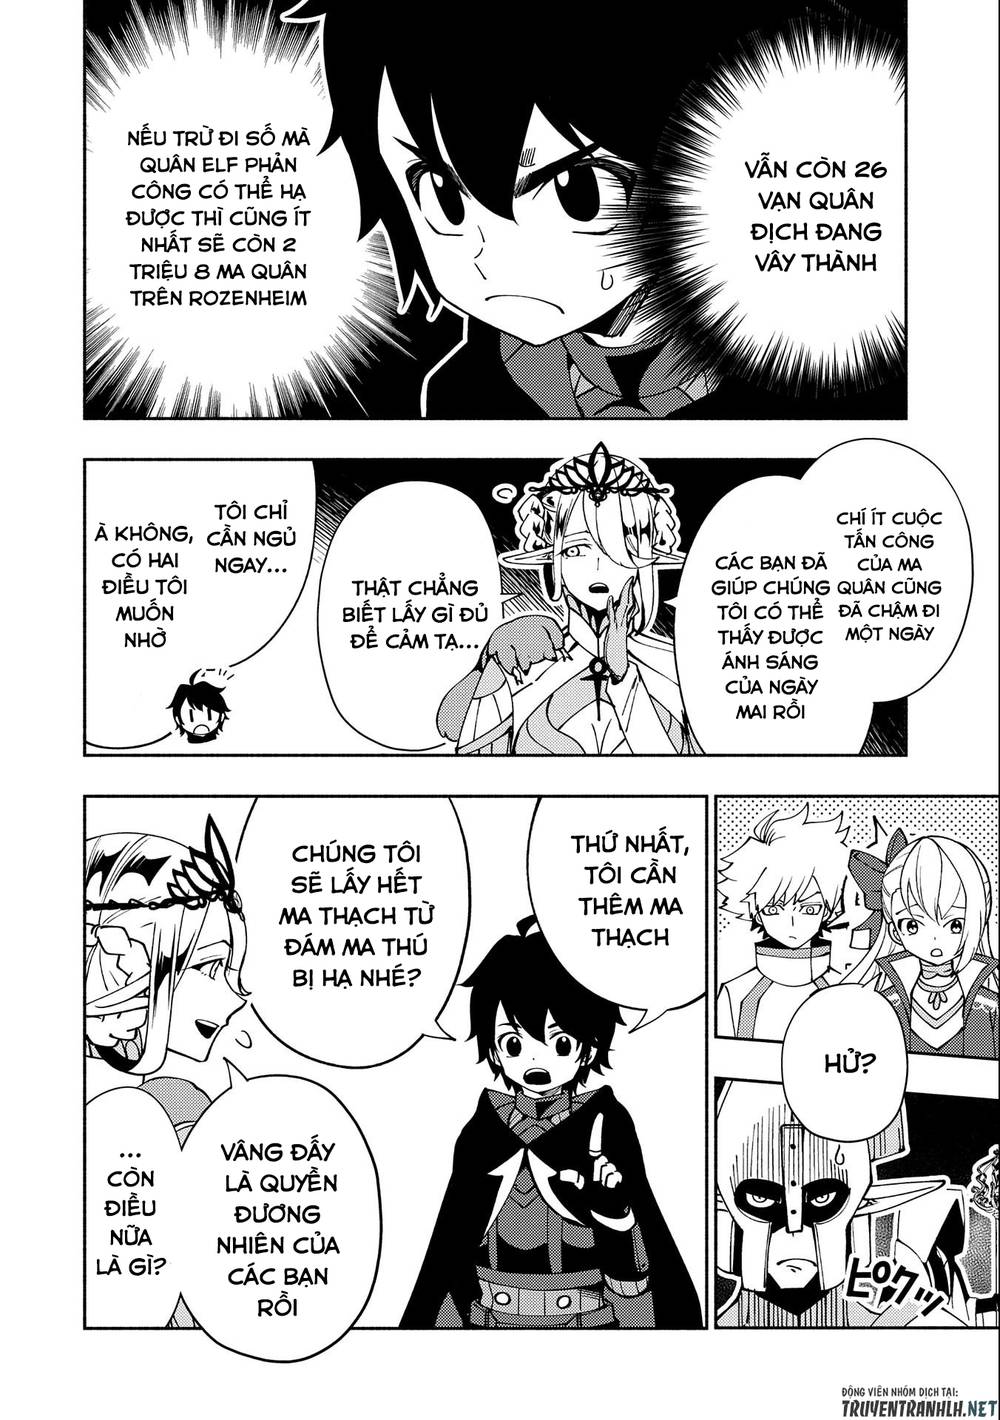 VẪN CÒN 26
VẠN QUÂN
ĐỊCH ĐANG
VÂY THÀNH
NẾU TRỪ ĐI SỐ MÀ
QUÂN ELF PHẢN
CÔNG CÓ THỂ HẠ
ĐƯỢC THÌ CŨNG ÍT
NHẤT SẼ CÒN 2
TRIỆU 8 MA QUÂN
TRÊN ROZENHEIM
CHÍ ÍT CUỘC
TẤN CÔNG
CỦA MA
QUÂN CŨNG
ĐÃ CHẬM ĐI
MỘT NGÀY
CÁC BẠN ĐÃ
GIÚP CHÚNG
TÔI CÓ THỂ
THẤY ĐƯỢC
ÁNH SÁNG
CỦA NGÀY
MAI RỒI
THẬT CHẲNG
BIẾT LẤY GÌ ĐỦ
ĐỂ CẢM TẠ...
TÔI CHỈ
CẦN NGỦ
NGAY...
À KHÔNG,
CÓ HAI
ĐIỀU TÔI
MUỐN
NHỜ
HỬ?
ピクッ
THỨ NHẤT,
TÔI CẦN
THÊM MA
THẠCH
CHÚNG TÔI
SẼ LẤY HẾT
MA THẠCH TỪ
ĐÁM MA THÚ
BỊ HẠ NHÉ?
VÂNG ĐẤY
LÀ QUYỀN
ĐƯƠNG
NHIÊN CỦA
CÁC BẠN
RỒI
...
CÒN
ĐIỀU
NỮA
LÀ GÌ?
ĐỘNG VIÊN NHÓM DỊCH TẠI:
TRUYENTRANHLH.NET